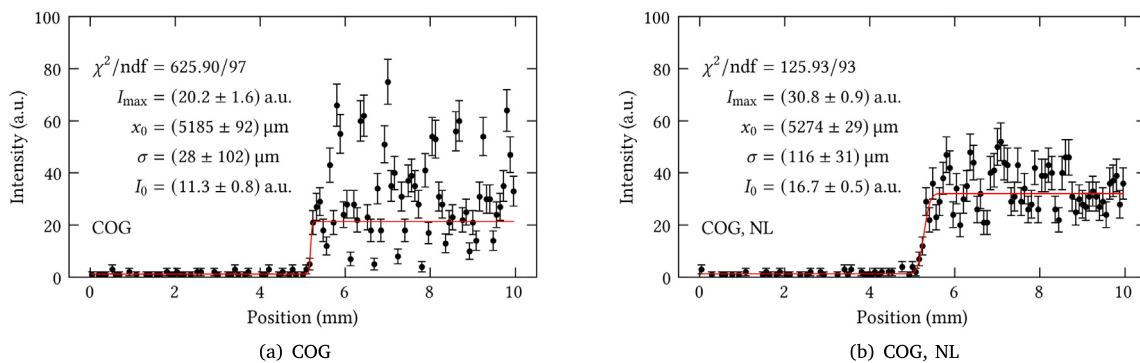 100
80
60
40
20
0
Intensity (a.u.)
χ²/ndf = 625.90/97
I_max = (20.2 ± 1.6) a.u.
x₀ = (5185 ± 92) μm
σ = (28 ± 102) μm
I₀ = (11.3 ± 0.8) a.u.
COG
0 2 4 6 8 10
Position (mm)
(a) COG
100
80
60
40
20
0
Intensity (a.u.)
χ²/ndf = 125.93/93
I_max = (30.8 ± 0.9) a.u.
x₀ = (5274 ± 29) μm
σ = (116 ± 31) μm
I₀ = (16.7 ± 0.5) a.u.
COG, NL
0 2 4 6 8 10
Position (mm)
(b) COG, NL